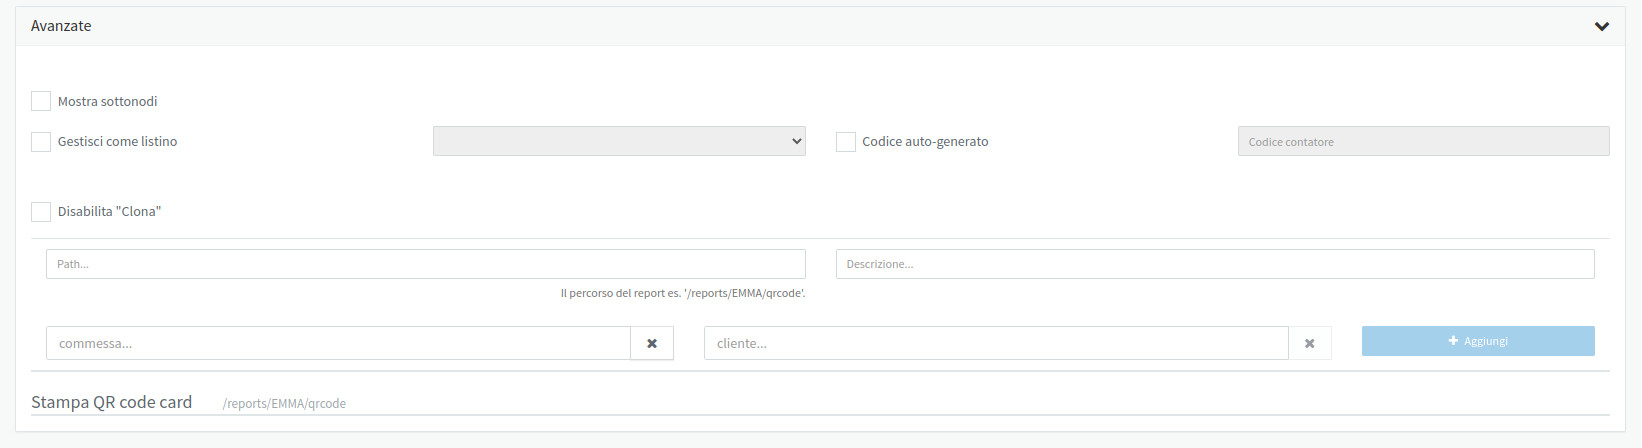 Avanzate
Mostra sottonodi
Gestisci come listino
Codice auto-generato
Codice contatore
Disabilita "Clona"
Path...
Descrizione...
Il percorso del report es. '/reports/EMMA/qrcode'.
commessa...
cliente...
Aggiungi
Stampa QR code card /reports/EMMA/qrcode